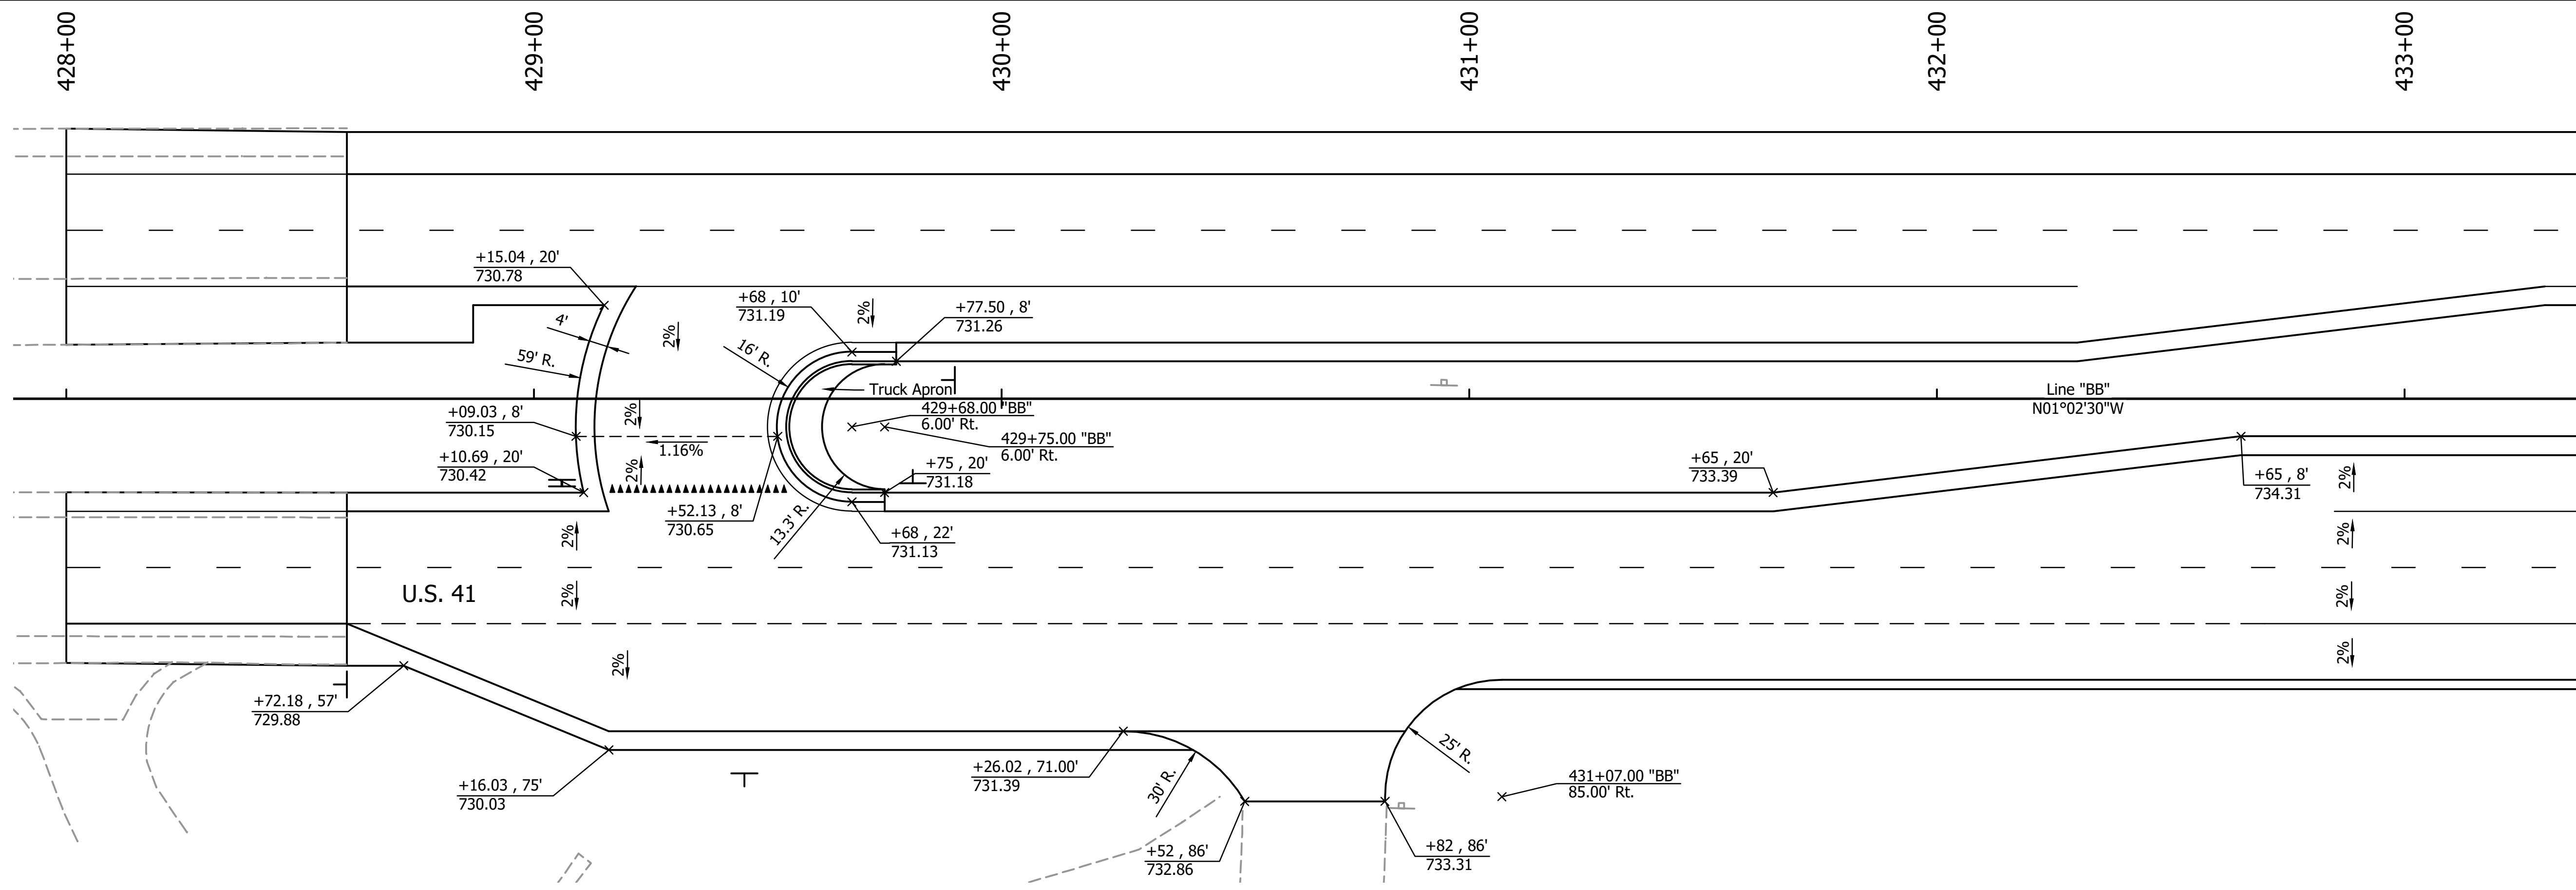 428+00
429+00
430+00
431+00
432+00
433+00
+15.04 , 20'
730.78
4'
59' R.
2%
+68 , 10'
731.19
2%
+77.50 , 8'
731.26
16' R.
Truck Apron
Line "BB"
N01°02'30"W
+09.03 , 8'
730.15
2%
429+68.00 "BB"
6.00' Rt.
1.16%
429+75.00 "BB"
6.00' Rt.
+10.69 , 20'
730.42
2%
+75 , 20'
731.18
+65 , 20'
733.39
+65 , 8'
734.31
2%
+52.13 , 8'
730.65
13.3' R.
+68 , 22'
731.13
2%
2%
U.S. 41
2%
2%
2%
2%
+72.18 , 57'
729.88
+16.03 , 75'
730.03
+26.02 , 71.00'
731.39
30' R.
25' R.
431+07.00 "BB"
85.00' Rt.
+52 , 86'
732.86
+82 , 86'
733.31